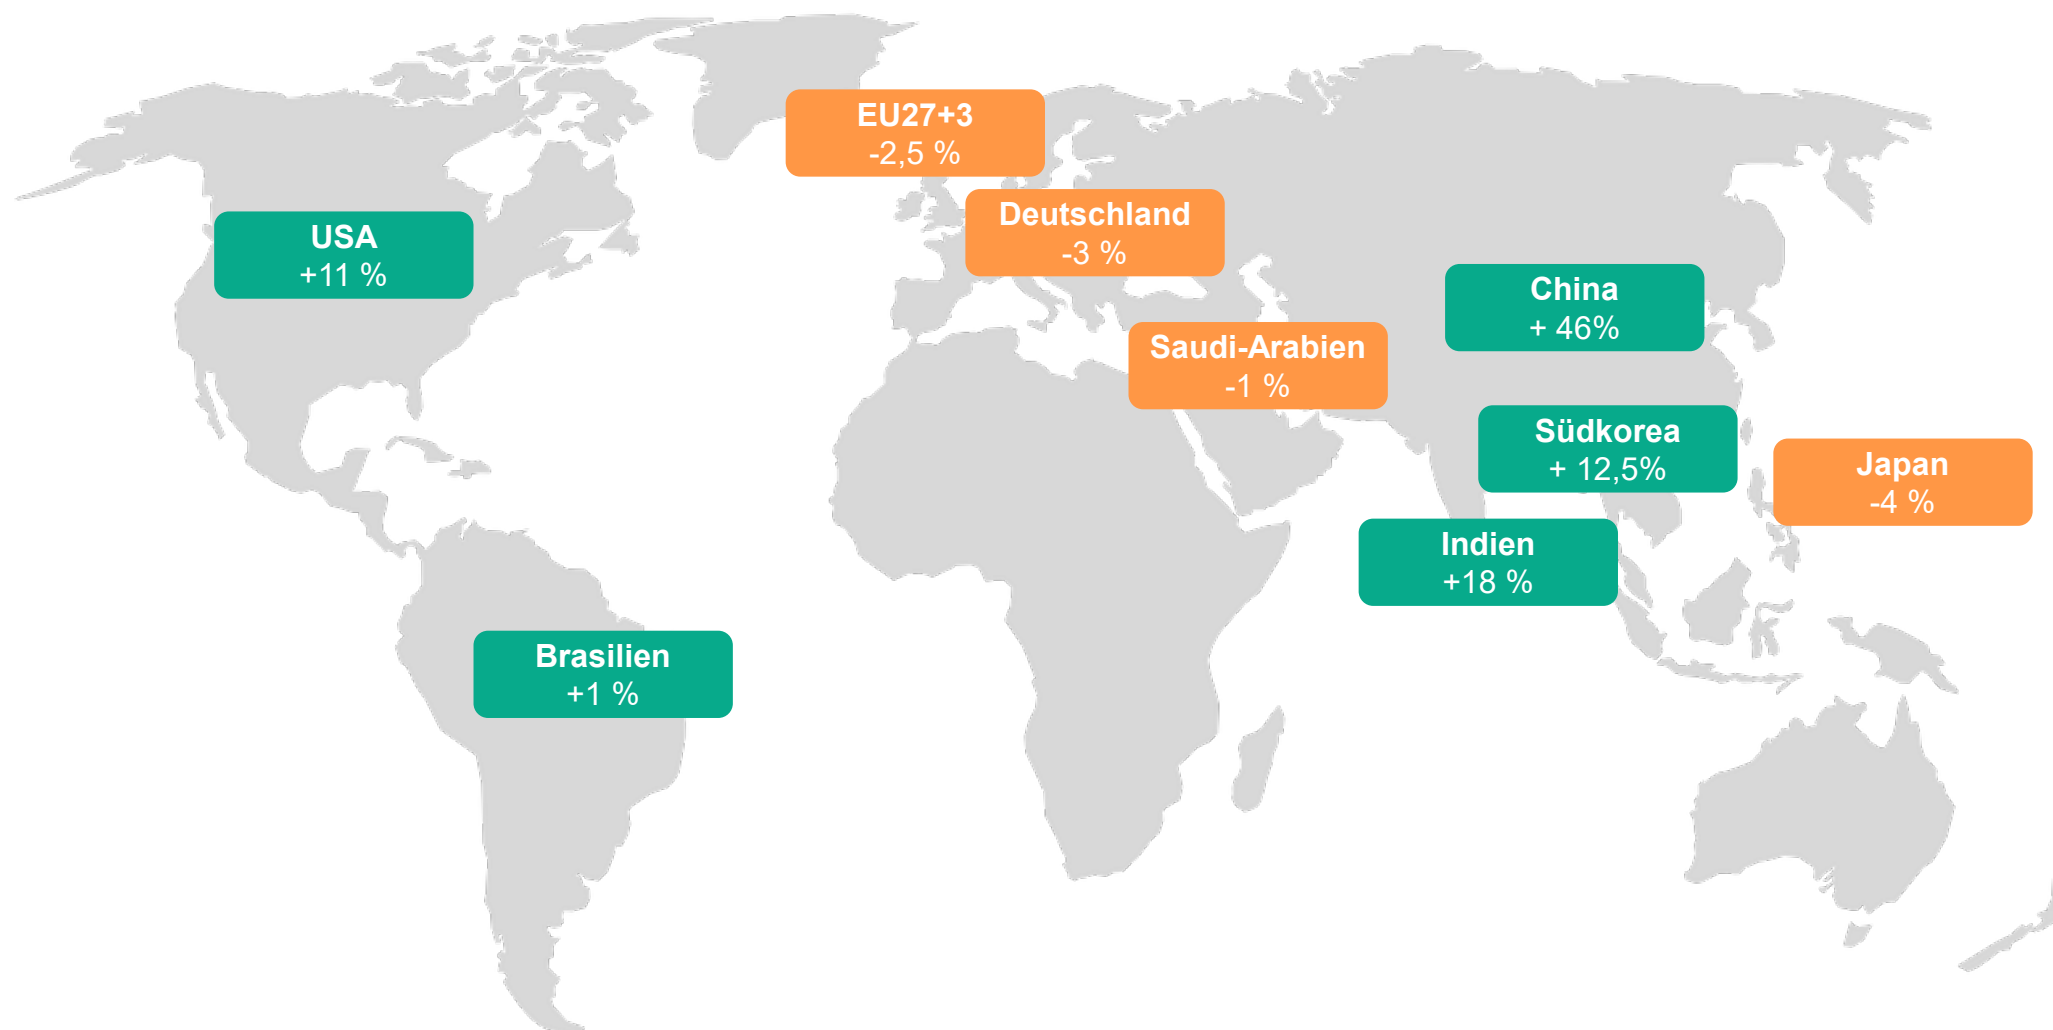 EU27+3
-2,5 %
Deutschland
-3 %
USA
+11 %
China
+ 46%
Saudi-Arabien
-1 %
Südkorea
+ 12,5%
Japan
-4 %
Indien
+18 %
Brasilien
+1 %